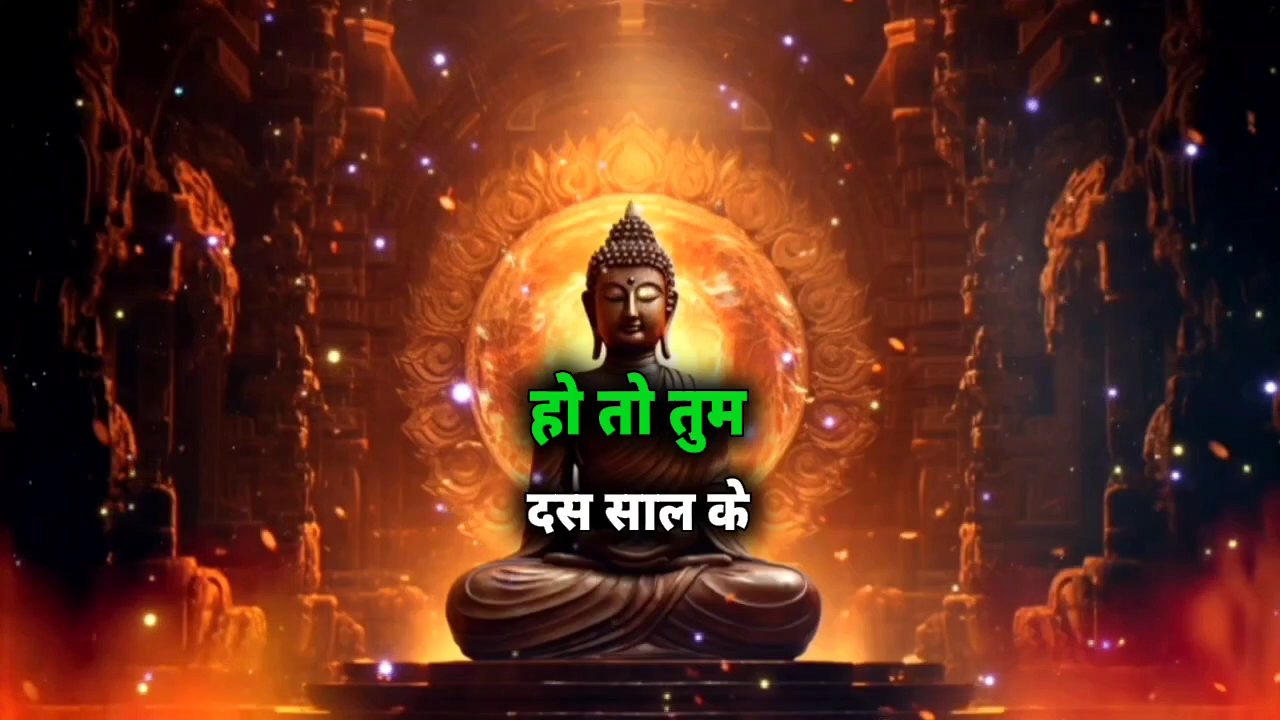 हो तो तुम
दस साल के